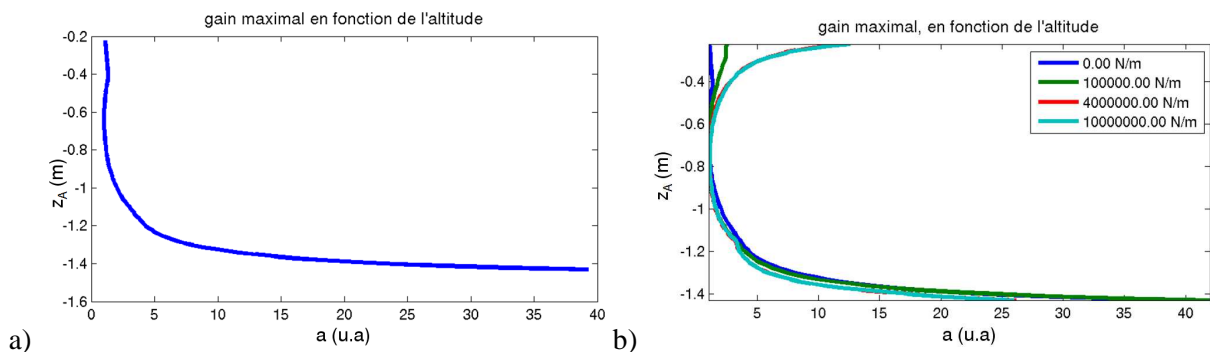 gain maximal en fonction de l'altitude
-0.2
-0.4
-0.6
-0.8
-1
-1.2
-1.4
-1.6
z_A (m)
0 5 10 15 20 25 30 35 40
a (u.a)
a)
gain maximal, en fonction de l'altitude
0.00 N/m
100000.00 N/m
4000000.00 N/m
10000000.00 N/m
-0.4
-0.6
-0.8
-1
-1.2
-1.4
z_A (m)
5 10 15 20 25 30 35 40
a (u.a)
b)